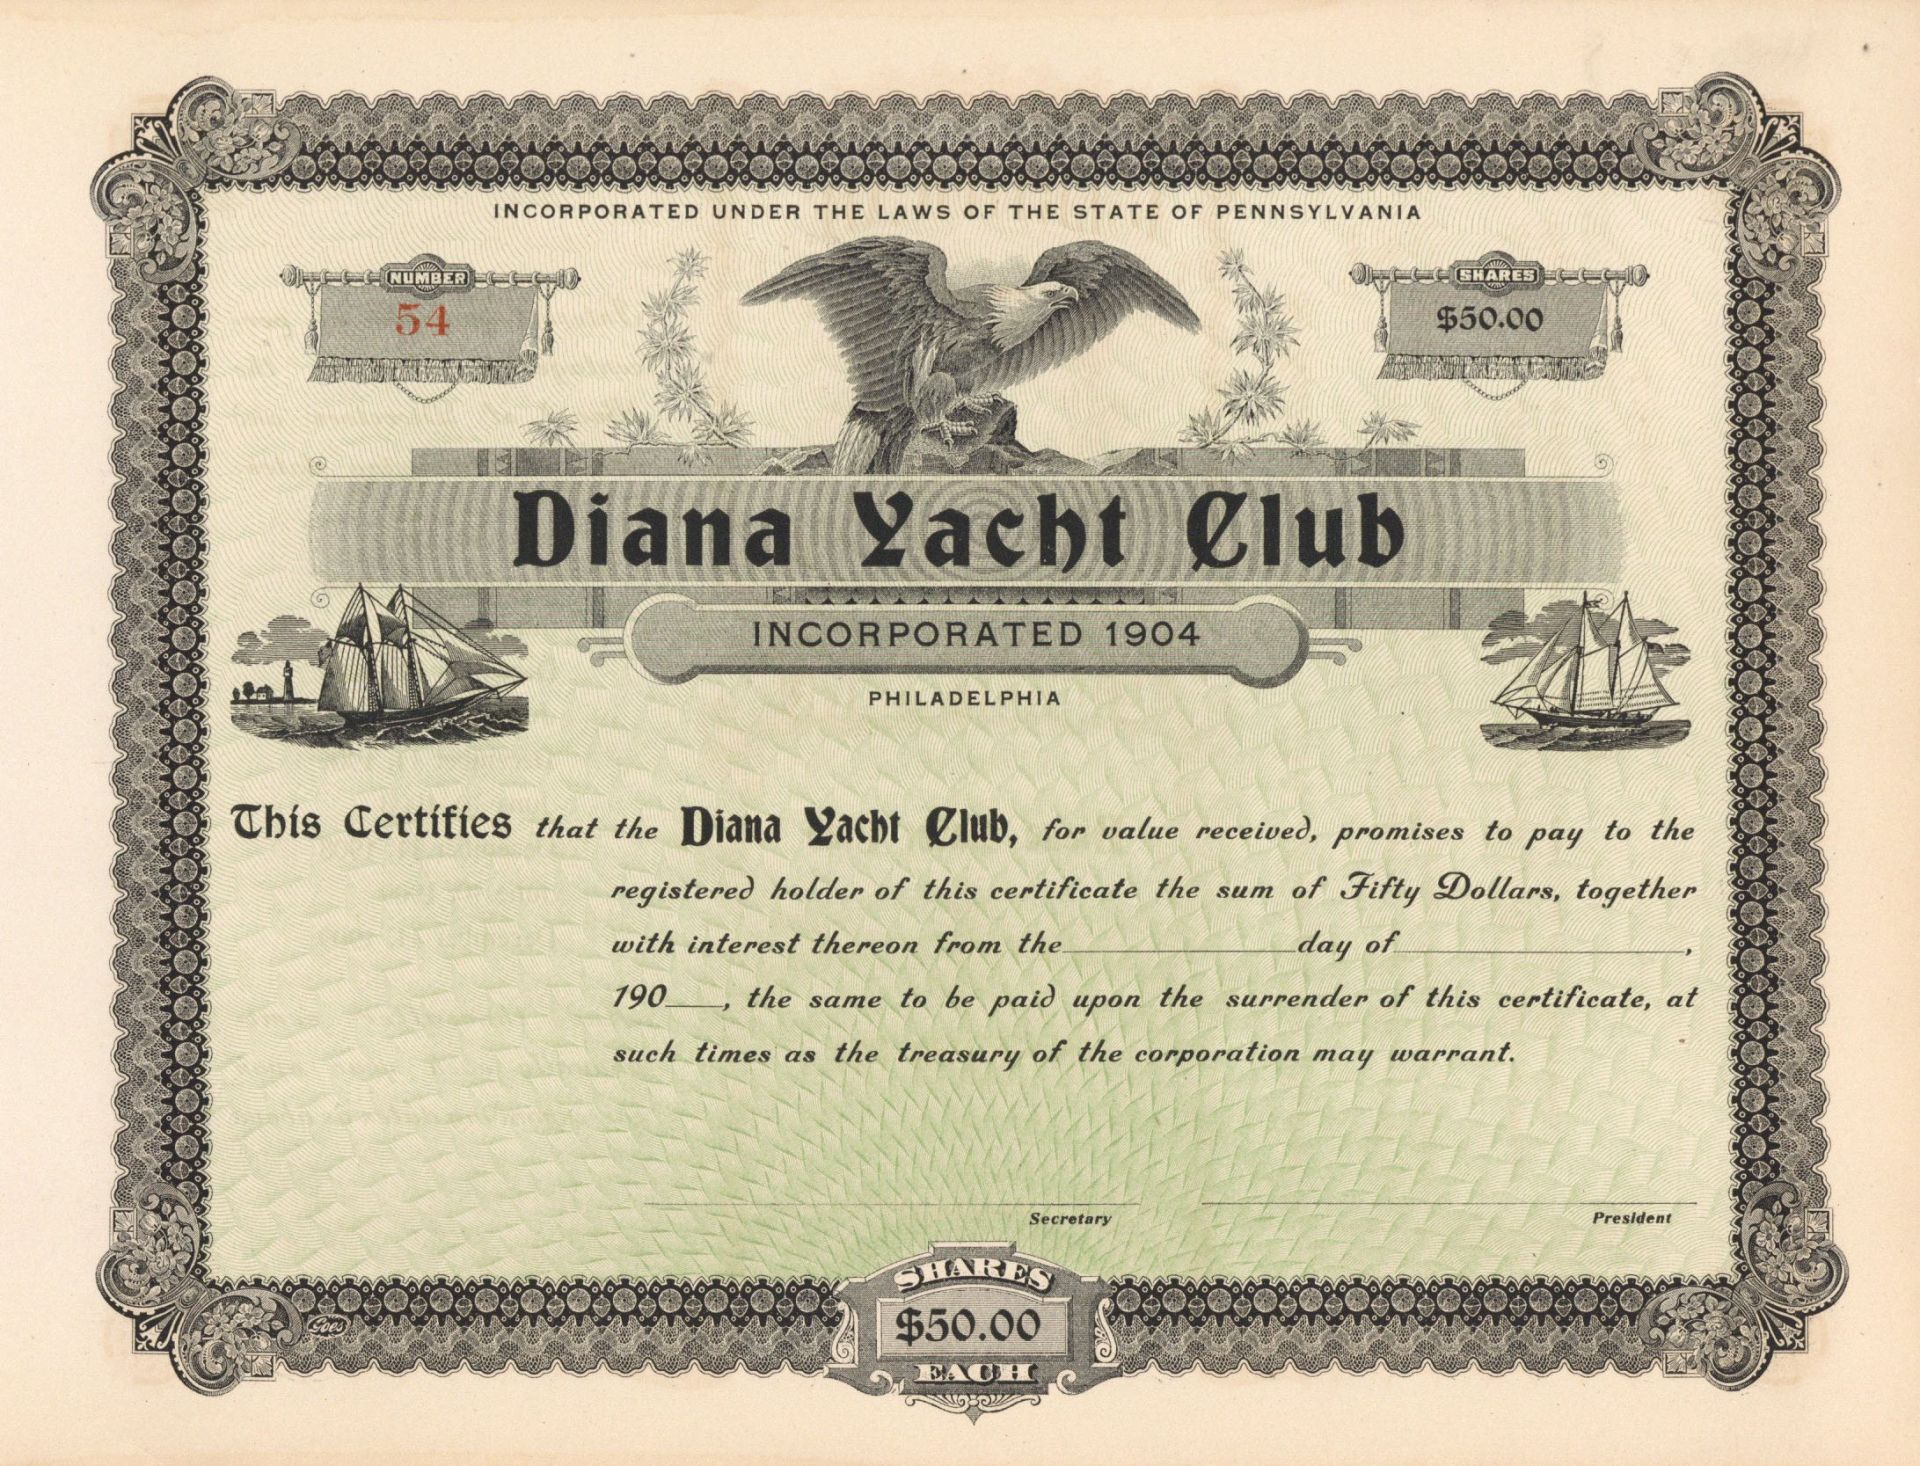 INCORPORATED UNDER THE LAWS OF THE STATE OF PENNSYLVANIA
NUMBER
54
SHARES
$50.00
Diana Yacht Club
INCORPORATED 1904
PHILADELPHIA
This Certifies that the Diana Yacht Club, for value received, promises to pay to the
registered holder of this certificate the sum of Fifty Dollars, together
with interest thereon from the____________day of____________,
190___, the same to be paid upon the surrender of this certificate, at
such times as the treasury of the corporation may warrant.
Secretary
President
SHARES
$50.00
EACH
Goes